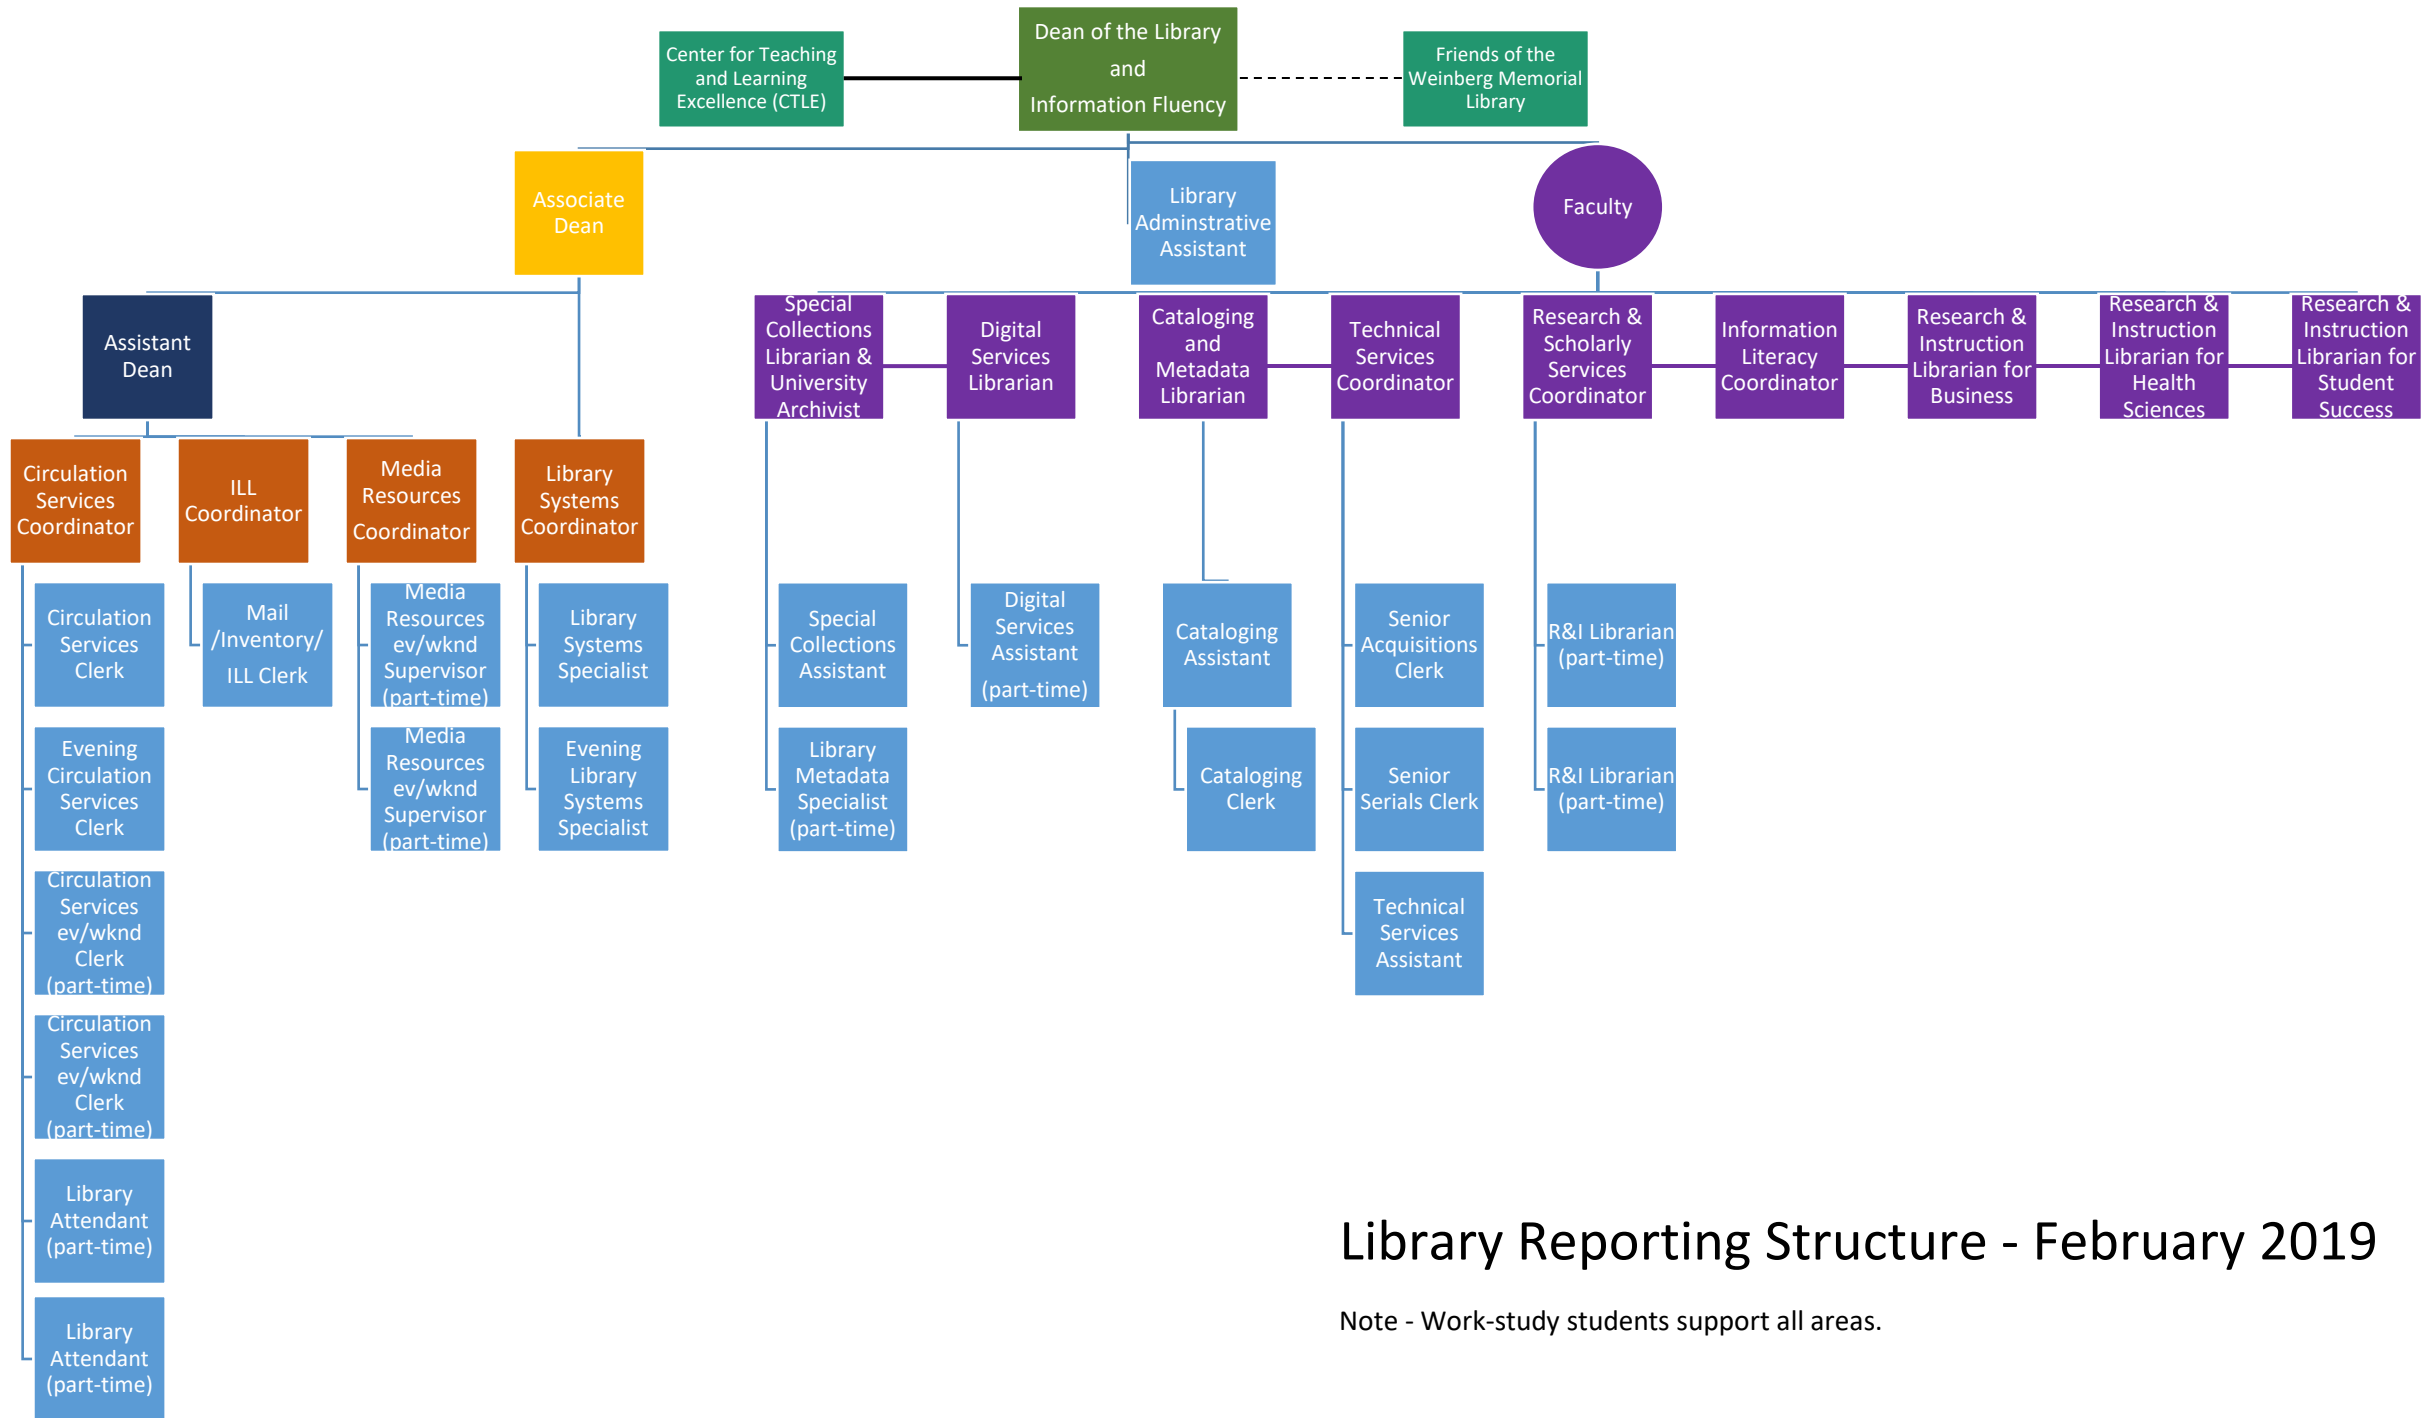 Center for Teaching
and Learning
Excellence (CTLE)
Dean of the Library
and
Information Fluency
Friends of the
Weinberg Memorial
Library
Associate
Dean
Library
Adminstrative
Assistant
Faculty
Assistant
Dean
Special
Collections
Librarian &
University
Archivist
Digital
Services
Librarian
Cataloging
and
Metadata
Librarian
Technical
Services
Coordinator
Research &
Scholarly
Services
Coordinator
Information
Literacy
Coordinator
Research &
Instruction
Librarian for
Business
Research &
Instruction
Librarian for
Health
Sciences
Research &
Instruction
Librarian for
Student
Success
Circulation
Services
Coordinator
ILL
Coordinator
Media
Resources
Coordinator
Library
Systems
Coordinator
Circulation
Services
Clerk
Mail
/Inventory/
ILL Clerk
Media
Resources
ev/wknd
Supervisor
(part-time)
Library
Systems
Specialist
Special
Collections
Assistant
Digital
Services
Assistant
(part-time)
Cataloging
Assistant
Senior
Acquisitions
Clerk
R&I Librarian
(part-time)
Evening
Circulation
Services
Clerk
Media
Resources
ev/wknd
Supervisor
(part-time)
Evening
Library
Systems
Specialist
Library
Metadata
Specialist
(part-time)
Cataloging
Clerk
Senior
Serials Clerk
R&I Librarian
(part-time)
Circulation
Services
ev/wknd
Clerk
(part-time)
Technical
Services
Assistant
Circulation
Services
ev/wknd
Clerk
(part-time)
Library
Attendant
(part-time)
Library
Attendant
(part-time)
Library Reporting Structure - February 2019
Note - Work-study students support all areas.